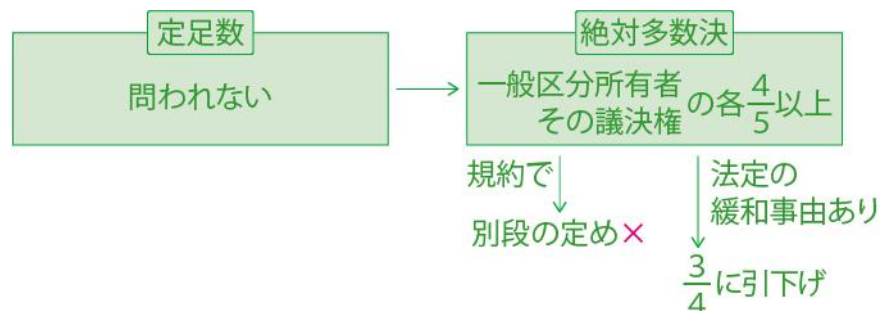 定足数
問われない
絶対多数決
一般区分所有者
その議決権
の各4/5以上
規約で
別段の定め×
法定の
緩和事由あり
3/4に引下げ